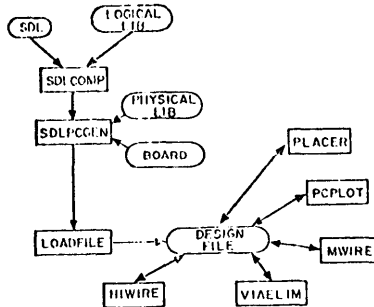 SDL
LOGICAL
LIB
SDLCOMP
PHYSICAL
LIB
SDLPCGEN
BOARD
PLACER
PCPLOT
LOADFILE
DESIGN
FILE
MWIRE
HIWIRE
VIAELIM